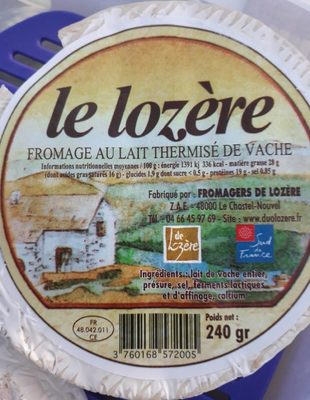 le lozère
FROMAGE AU LAIT THERMISÉ DE VACHE
Informations nutritionnelles moyennes / 100 g : énergie 1391 kj 336 kcal - matière grasse 28 g
(dont acides gras saturés 16 g) - glucides 1,9 g dont sucre < 0.5 g - protéines 19 g - sel 0.85 g
Fabriqué par : FROMAGERS DE LOZÈRE
Z.A.E. - 48000 Le Chastel-Nouvel
Tél. : 04 66 45 97 69 - Site : www.duolozere.fr
de
Lozère
Sud
de
France
Ingrédients : lait de vache entier,
présure, sel, ferments lactiques
et d'affinage, calcium
FR
48.042.011
CE
Poids net :
240 gr
3 760168 572005